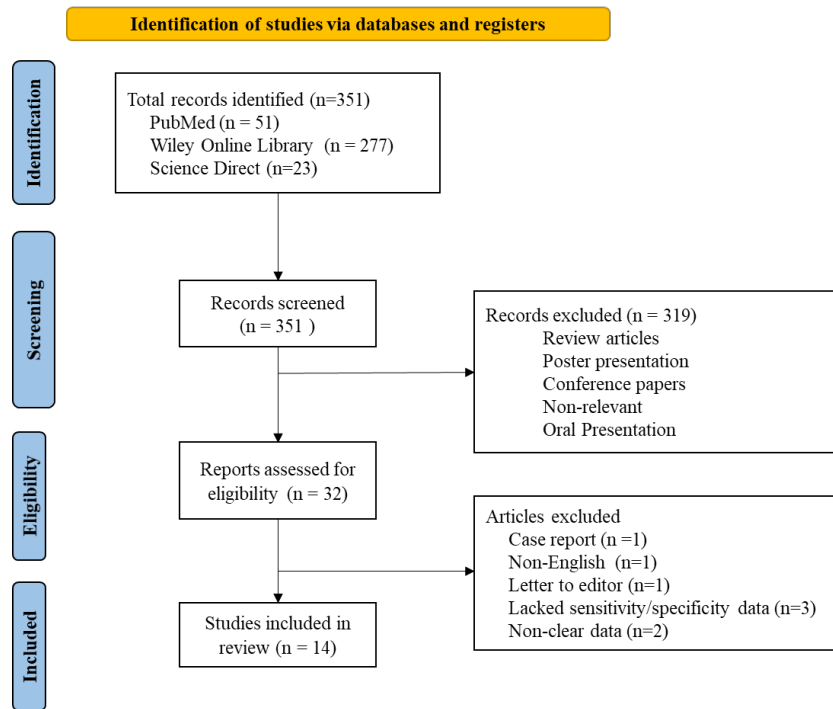 Identification of studies via databases and registers
Identification
Total records identified (n=351)
PubMed (n = 51)
Wiley Online Library (n = 277)
Science Direct (n=23)
Screening
Records screened
(n = 351 )
Records excluded (n = 319)
Review articles
Poster presentation
Conference papers
Non-relevant
Oral Presentation
Eligibility
Reports assessed for
eligibility (n = 32)
Articles excluded
Case report (n =1)
Non-English (n=1)
Letter to editor (n=1)
Lacked sensitivity/specificity data (n=3)
Non-clear data (n=2)
Included
Studies included in
review (n = 14)